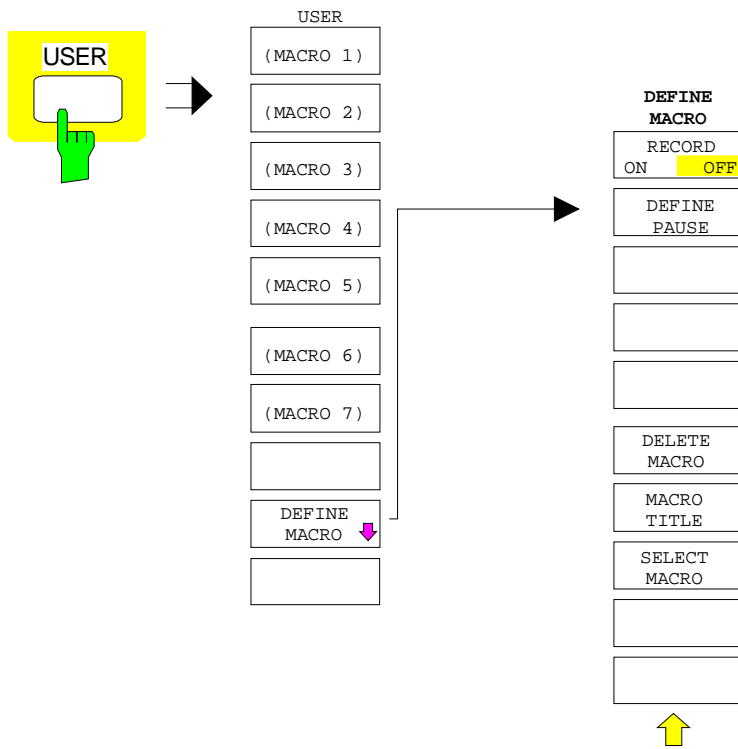 USER
USER
(MACRO 1)
(MACRO 2)
(MACRO 3)
(MACRO 4)
(MACRO 5)
(MACRO 6)
(MACRO 7)
DEFINE
MACRO
DEFINE
MACRO
RECORD
ON OFF
DEFINE
PAUSE
DELETE
MACRO
MACRO
TITLE
SELECT
MACRO